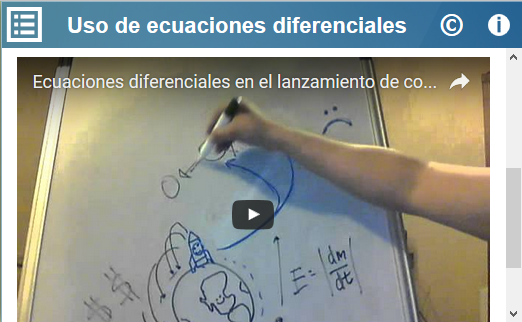 Uso de ecuaciones diferenciales
Ecuaciones diferenciales en el lanzamiento de co...
E = |dm/dt|